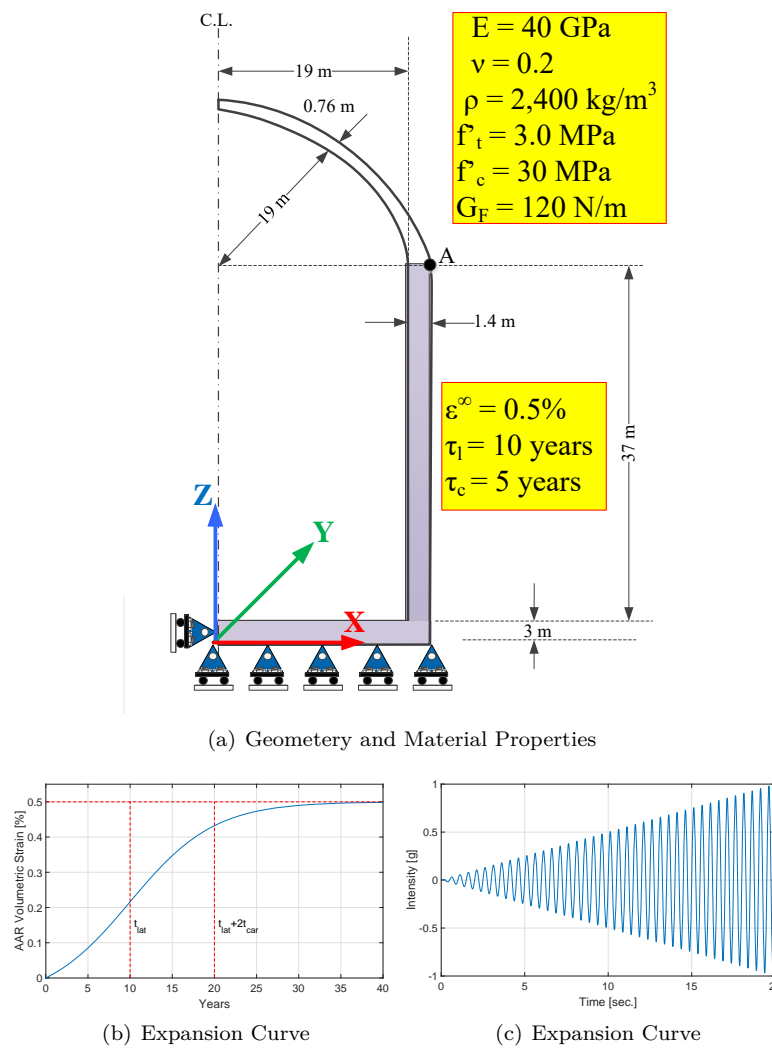 C.L.
19 m
0.76 m
19 m
E = 40 GPa
ν = 0.2
ρ = 2,400 kg/m³
f'ₜ = 3.0 MPa
f'_c = 30 MPa
G_F = 120 N/m
A
1.4 m
ε^∞ = 0.5%
τ_l = 10 years
τ_c = 5 years
37 m
Z
Y
X
3 m
(a) Geometery and Material Properties
AAR Volumetric Strain [%]
0.5
0.4
0.3
0.2
0.1
0
t_lat
t_lat+2t_car
0 5 10 15 20 25 30 35 40
Years
(b) Expansion Curve
Intensity [g]
1
0.5
0
-0.5
-1
0 5 10 15 2
Time [sec.]
(c) Expansion Curve